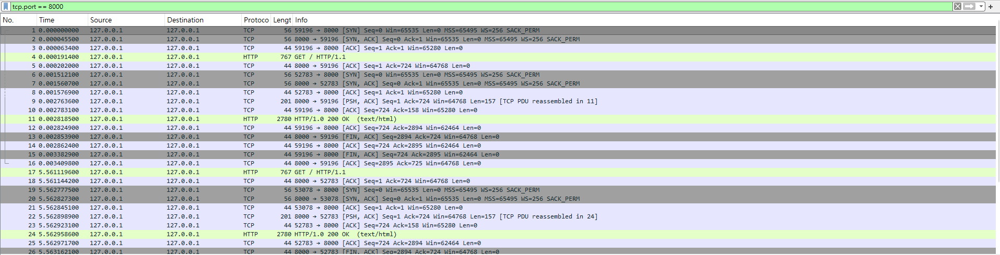 tcp.port == 8000
No. Time Source Destination Protoco Lengt Info
1 0.000000000 127.0.0.1 127.0.0.1 TCP 56 59196 → 8000 [SYN] Seq=0 Win=65535 Len=0 MSS=65495 WS=256 SACK_PERM
2 0.000045500 127.0.0.1 127.0.0.1 TCP 56 8000 → 59196 [SYN, ACK] Seq=0 Ack=1 Win=65535 Len=0 MSS=65495 WS=256 SACK_PERM
3 0.000063400 127.0.0.1 127.0.0.1 TCP 44 59196 → 8000 [ACK] Seq=1 Ack=1 Win=65280 Len=0
4 0.000191400 127.0.0.1 127.0.0.1 HTTP 767 GET / HTTP/1.1
5 0.000202000 127.0.0.1 127.0.0.1 TCP 44 8000 → 59196 [ACK] Seq=1 Ack=724 Win=64768 Len=0
6 0.001512100 127.0.0.1 127.0.0.1 TCP 56 52783 → 8000 [SYN] Seq=0 Win=65535 Len=0 MSS=65495 WS=256 SACK_PERM
7 0.001560700 127.0.0.1 127.0.0.1 TCP 56 8000 → 52783 [SYN, ACK] Seq=0 Ack=1 Win=65535 Len=0 MSS=65495 WS=256 SACK_PERM
8 0.001576900 127.0.0.1 127.0.0.1 TCP 44 52783 → 8000 [ACK] Seq=1 Ack=1 Win=65280 Len=0
9 0.002763600 127.0.0.1 127.0.0.1 TCP 201 8000 → 59196 [PSH, ACK] Seq=1 Ack=724 Win=64768 Len=157 [TCP PDU reassembled in 11]
10 0.002783100 127.0.0.1 127.0.0.1 TCP 44 59196 → 8000 [ACK] Seq=724 Ack=158 Win=65280 Len=0
11 0.002818500 127.0.0.1 127.0.0.1 HTTP 2780 HTTP/1.0 200 OK  (text/html)
12 0.002824900 127.0.0.1 127.0.0.1 TCP 44 59196 → 8000 [ACK] Seq=724 Ack=2894 Win=62464 Len=0
13 0.002853900 127.0.0.1 127.0.0.1 TCP 44 8000 → 59196 [FIN, ACK] Seq=2894 Ack=724 Win=64768 Len=0
14 0.002862400 127.0.0.1 127.0.0.1 TCP 44 59196 → 8000 [ACK] Seq=724 Ack=2895 Win=62464 Len=0
15 0.003382900 127.0.0.1 127.0.0.1 TCP 44 59196 → 8000 [FIN, ACK] Seq=724 Ack=2895 Win=62464 Len=0
16 0.003409800 127.0.0.1 127.0.0.1 TCP 44 8000 → 59196 [ACK] Seq=2895 Ack=725 Win=64768 Len=0
17 5.561119600 127.0.0.1 127.0.0.1 HTTP 767 GET / HTTP/1.1
18 5.561144200 127.0.0.1 127.0.0.1 TCP 44 8000 → 52783 [ACK] Seq=1 Ack=724 Win=64768 Len=0
19 5.562777500 127.0.0.1 127.0.0.1 TCP 56 53078 → 8000 [SYN] Seq=0 Win=65535 Len=0 MSS=65495 WS=256 SACK_PERM
20 5.562827300 127.0.0.1 127.0.0.1 TCP 56 8000 → 53078 [SYN, ACK] Seq=0 Ack=1 Win=65535 Len=0 MSS=65495 WS=256 SACK_PERM
21 5.562845100 127.0.0.1 127.0.0.1 TCP 44 53078 → 8000 [ACK] Seq=1 Ack=1 Win=65280 Len=0
22 5.562898900 127.0.0.1 127.0.0.1 TCP 201 8000 → 52783 [PSH, ACK] Seq=1 Ack=724 Win=64768 Len=157 [TCP PDU reassembled in 24]
23 5.562923100 127.0.0.1 127.0.0.1 TCP 44 52783 → 8000 [ACK] Seq=724 Ack=158 Win=65280 Len=0
24 5.562958600 127.0.0.1 127.0.0.1 HTTP 2780 HTTP/1.0 200 OK  (text/html)
25 5.562971700 127.0.0.1 127.0.0.1 TCP 44 52783 → 8000 [ACK] Seq=724 Ack=2894 Win=62464 Len=0
26 5.563162100 127.0.0.1 127.0.0.1 TCP 44 8000 → 52783 [FIN, ACK] Seq=2894 Ack=724 Win=64768 Len=0